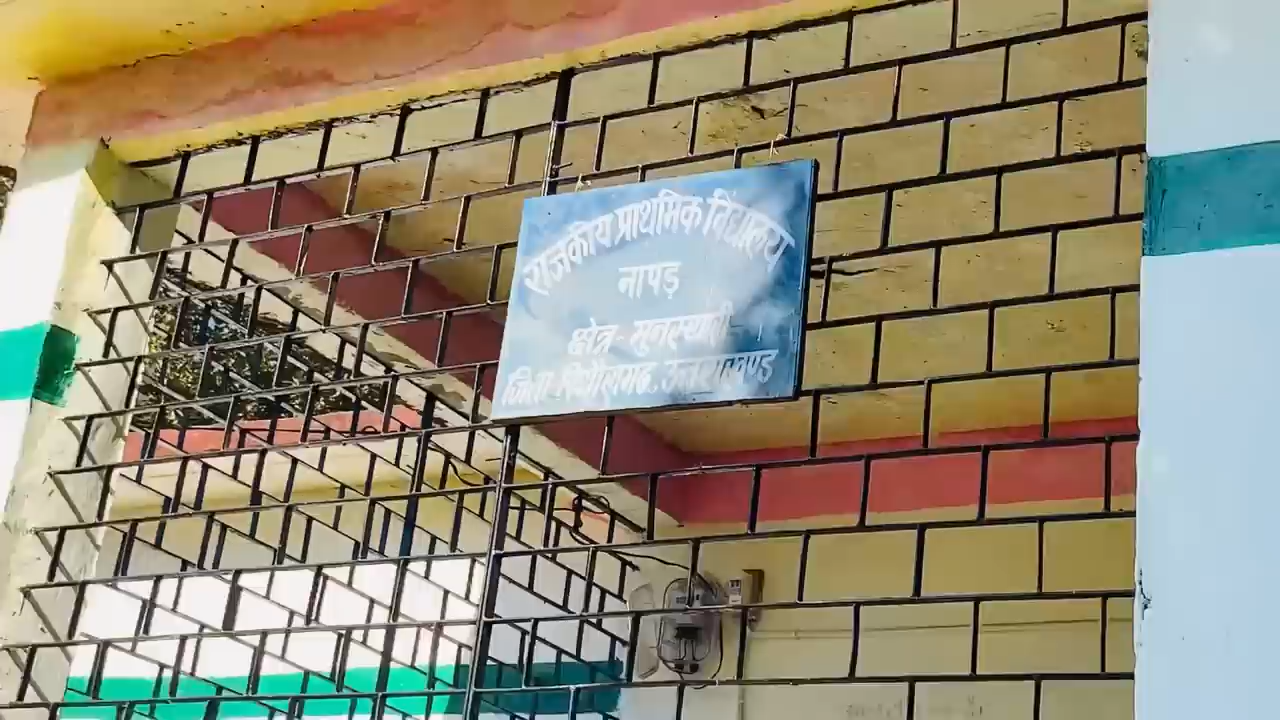 राजकीय प्राथमिक विद्यालय
नापड़
क्षेत्र - मुनस्यारी
जिला - पिथौरागढ़, उत्तराखण्ड